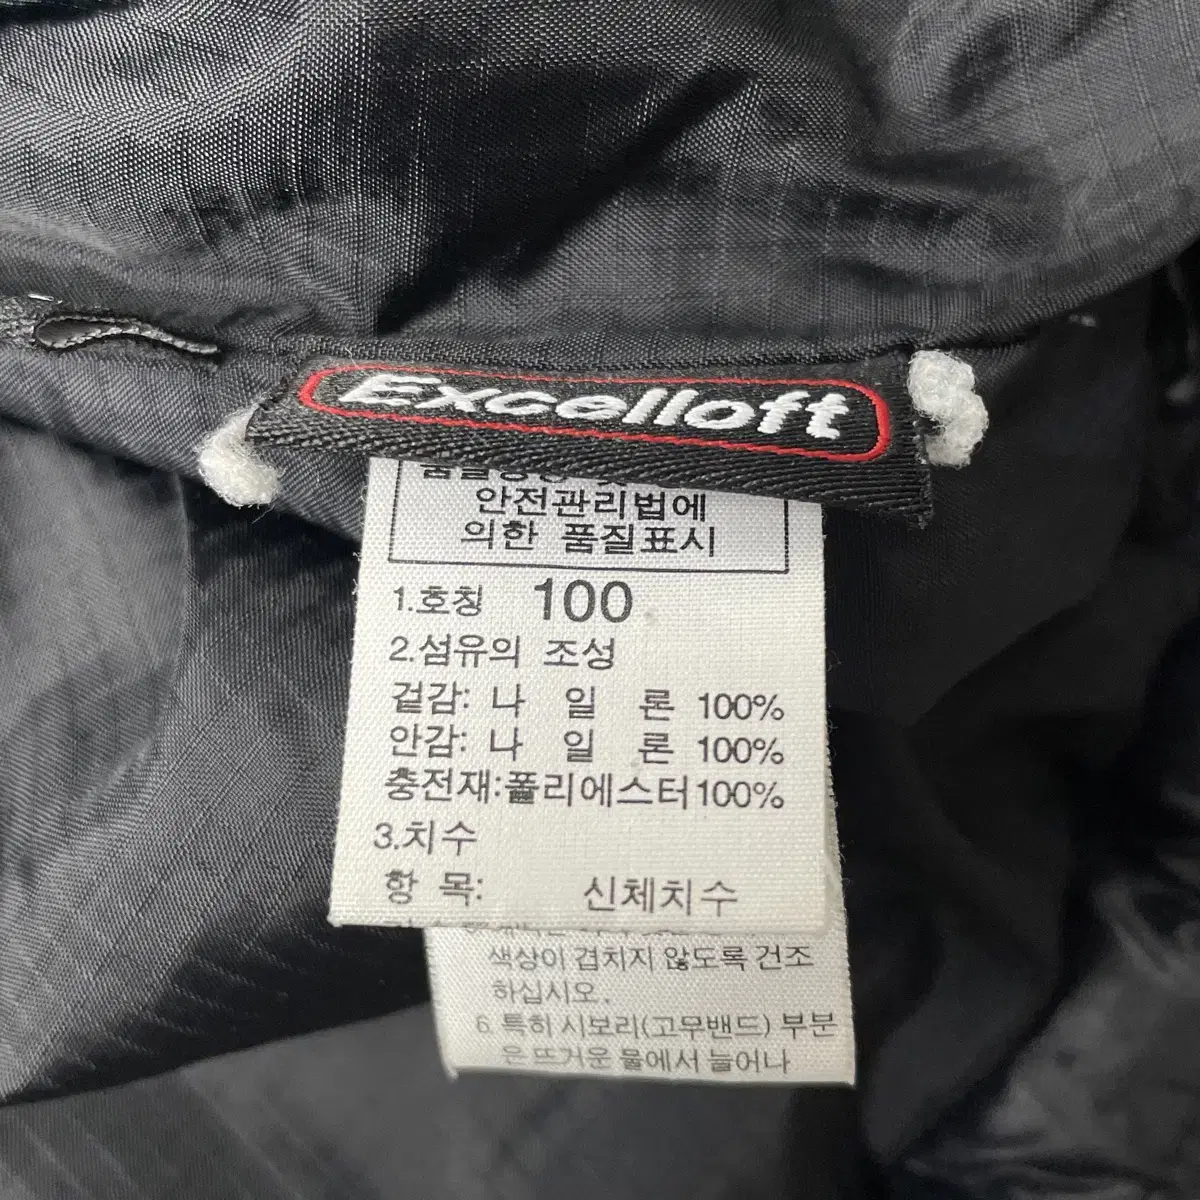 Excelloft
안전관리법에
의한 품질표시
1.호칭 100
2.섬유의 조성
겉감: 나 일 론 100%
안감: 나 일 론 100%
충전재:폴리에스터100%
3.치수
항 목: 신체치수
색상이 겹치지 않도록 건조
하십시오.
6. 특히 시보리(고무밴드) 부분
은 뜨거운 물에서 늘어나